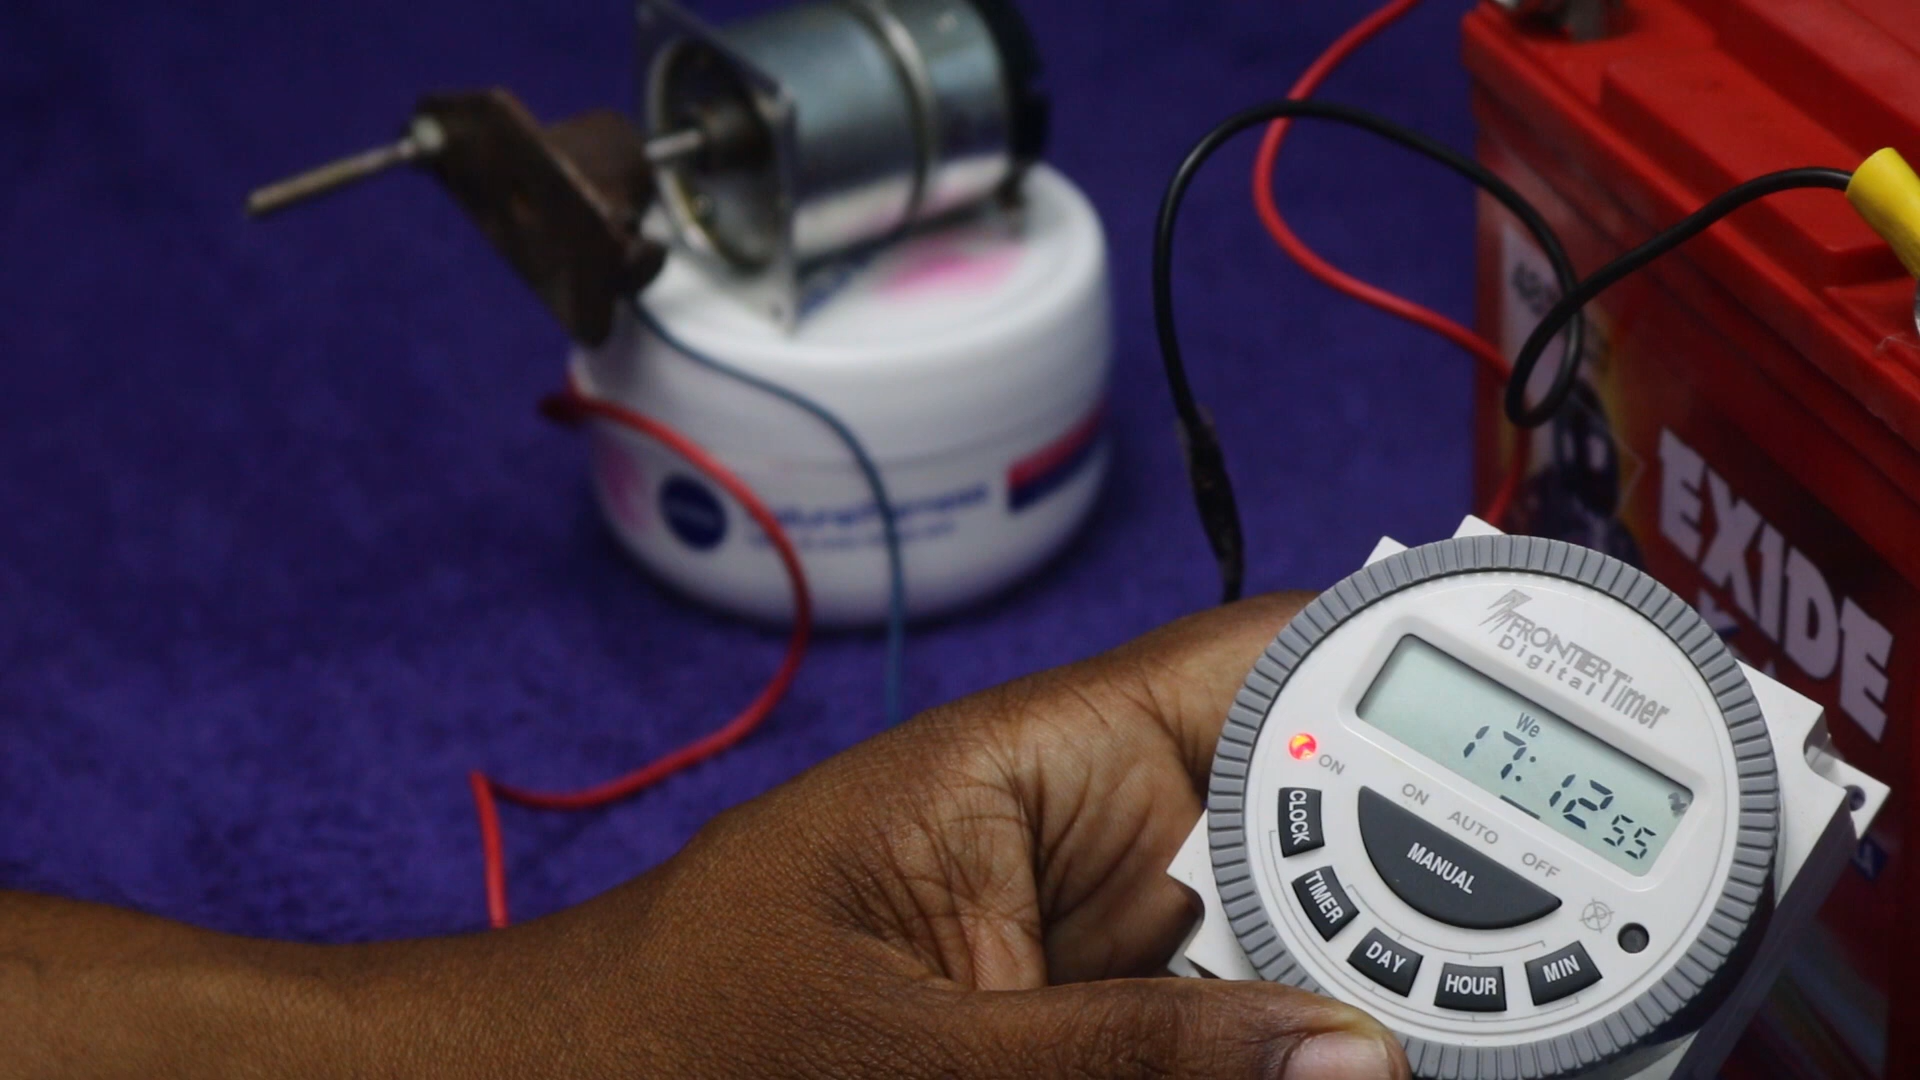 EXIDE
FRONTIER Timer
Digital
We
17:12 55
ON
ON
AUTO
OFF
CLOCK
MANUAL
TIMER
DAY
HOUR
MIN
R